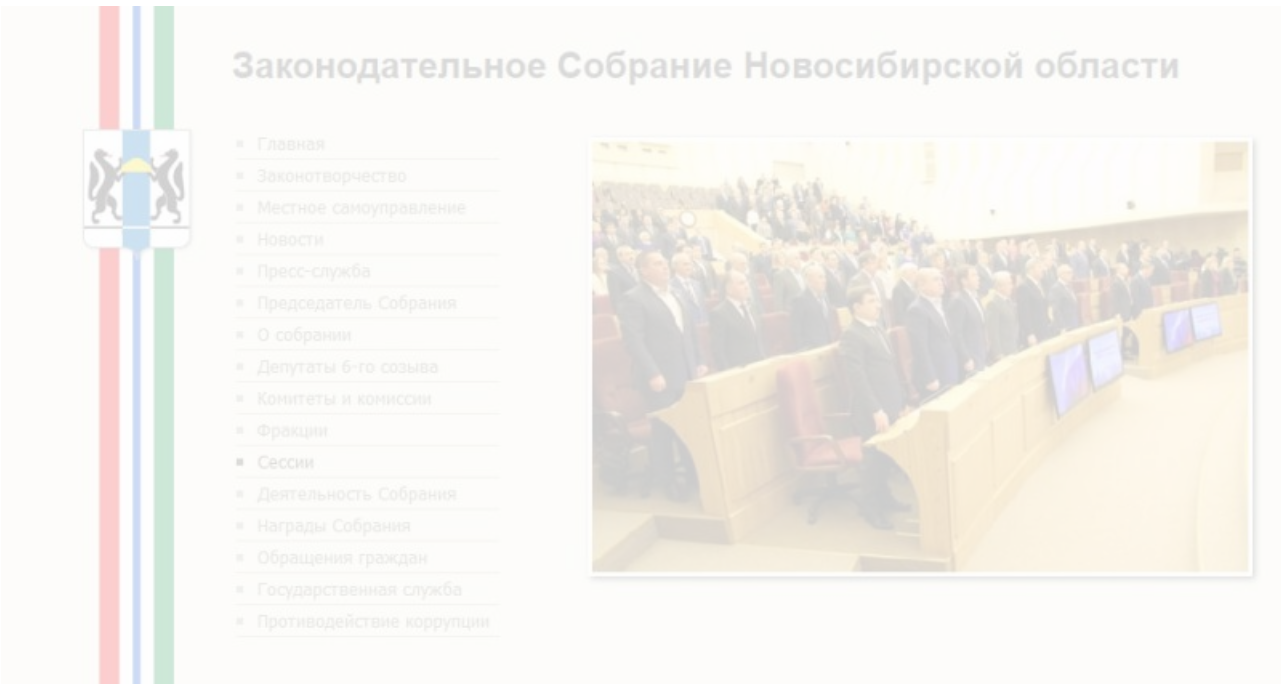 Законодательное Собрание Новосибирской области
Главная
Законотворчество
Местное самоуправление
Новости
Пресс-служба
Председатель Собрания
О собрании
Депутаты 6-го созыва
Комитеты и комиссии
Фракции
Сессии
Деятельность Собрания
Награды Собрания
Обращения граждан
Государственная служба
Противодействие коррупции